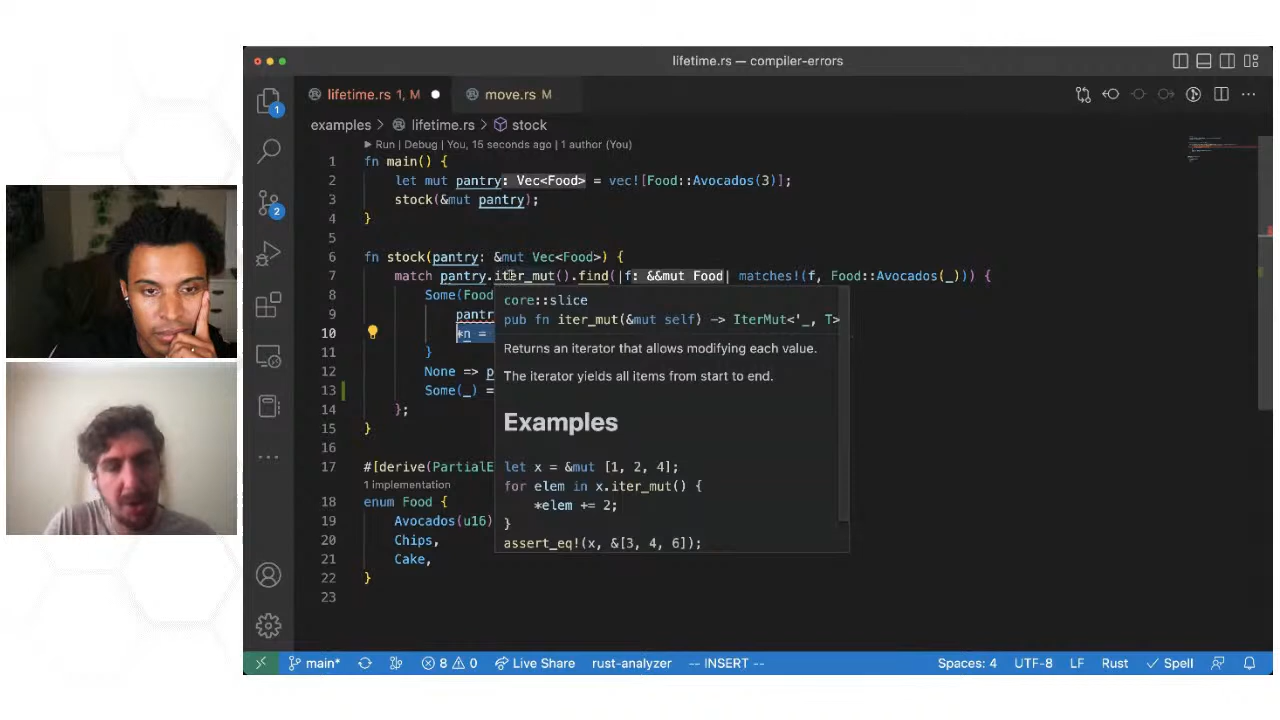 lifetime.rs — compiler-errors
lifetime.rs 1, M
move.rs M
examples > lifetime.rs > stock
Run | Debug | You, 15 seconds ago | 1 author (You)
1 fn main() {
2 let mut pantry: Vec<Food> = vec![Food::Avocados(3)];
3 stock(&mut pantry);
4 }
5
6 fn stock(pantry: &mut Vec<Food>) {
7 match pantry.iter_mut().find(|f: &&mut Food| matches!(f, Food::Avocados(_))) {
8 Some(Food
9 pantr
10 *n =
11 }
12 None => p
13 Some(_) =
14 };
15 }
16
17 #[derive(PartialE
1 implementation
18 enum Food {
19 Avocados(u16)
20 Chips,
21 Cake,
22 }
23
core::slice
pub fn iter_mut(&mut self) -> IterMut<'_, T>
Returns an iterator that allows modifying each value.
The iterator yields all items from start to end.
Examples
let x = &mut [1, 2, 4];
for elem in x.iter_mut() {
*elem += 2;
}
assert_eq!(x, &[3, 4, 6]);
1
2
main* 8 0 Live Share rust-analyzer -- INSERT -- Spaces: 4 UTF-8 LF Rust Spell